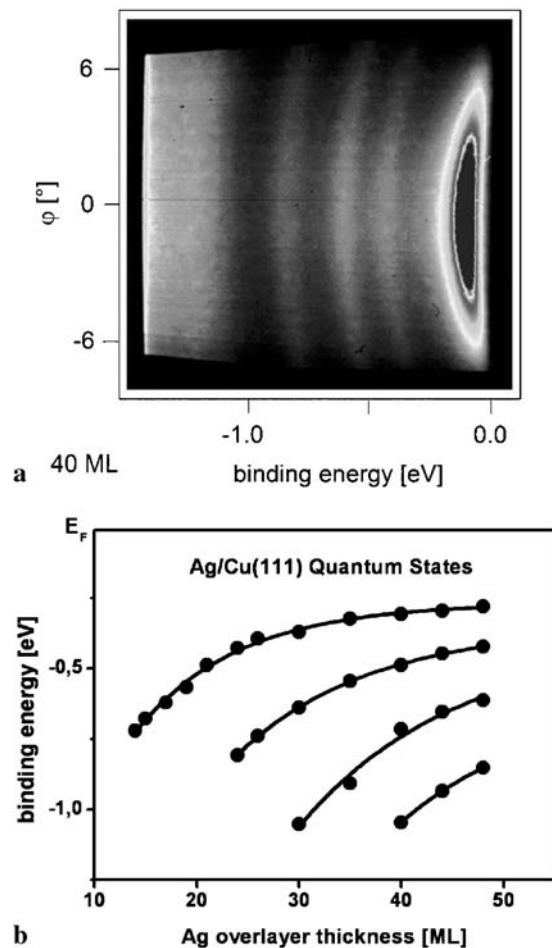 6
0
-6
φ [°]
-1.0
0.0
a
40 ML
binding energy [eV]
E_F
Ag/Cu(111) Quantum States
-0,5
-1,0
binding energy [eV]
10
20
30
40
50
b
Ag overlayer thickness [ML]